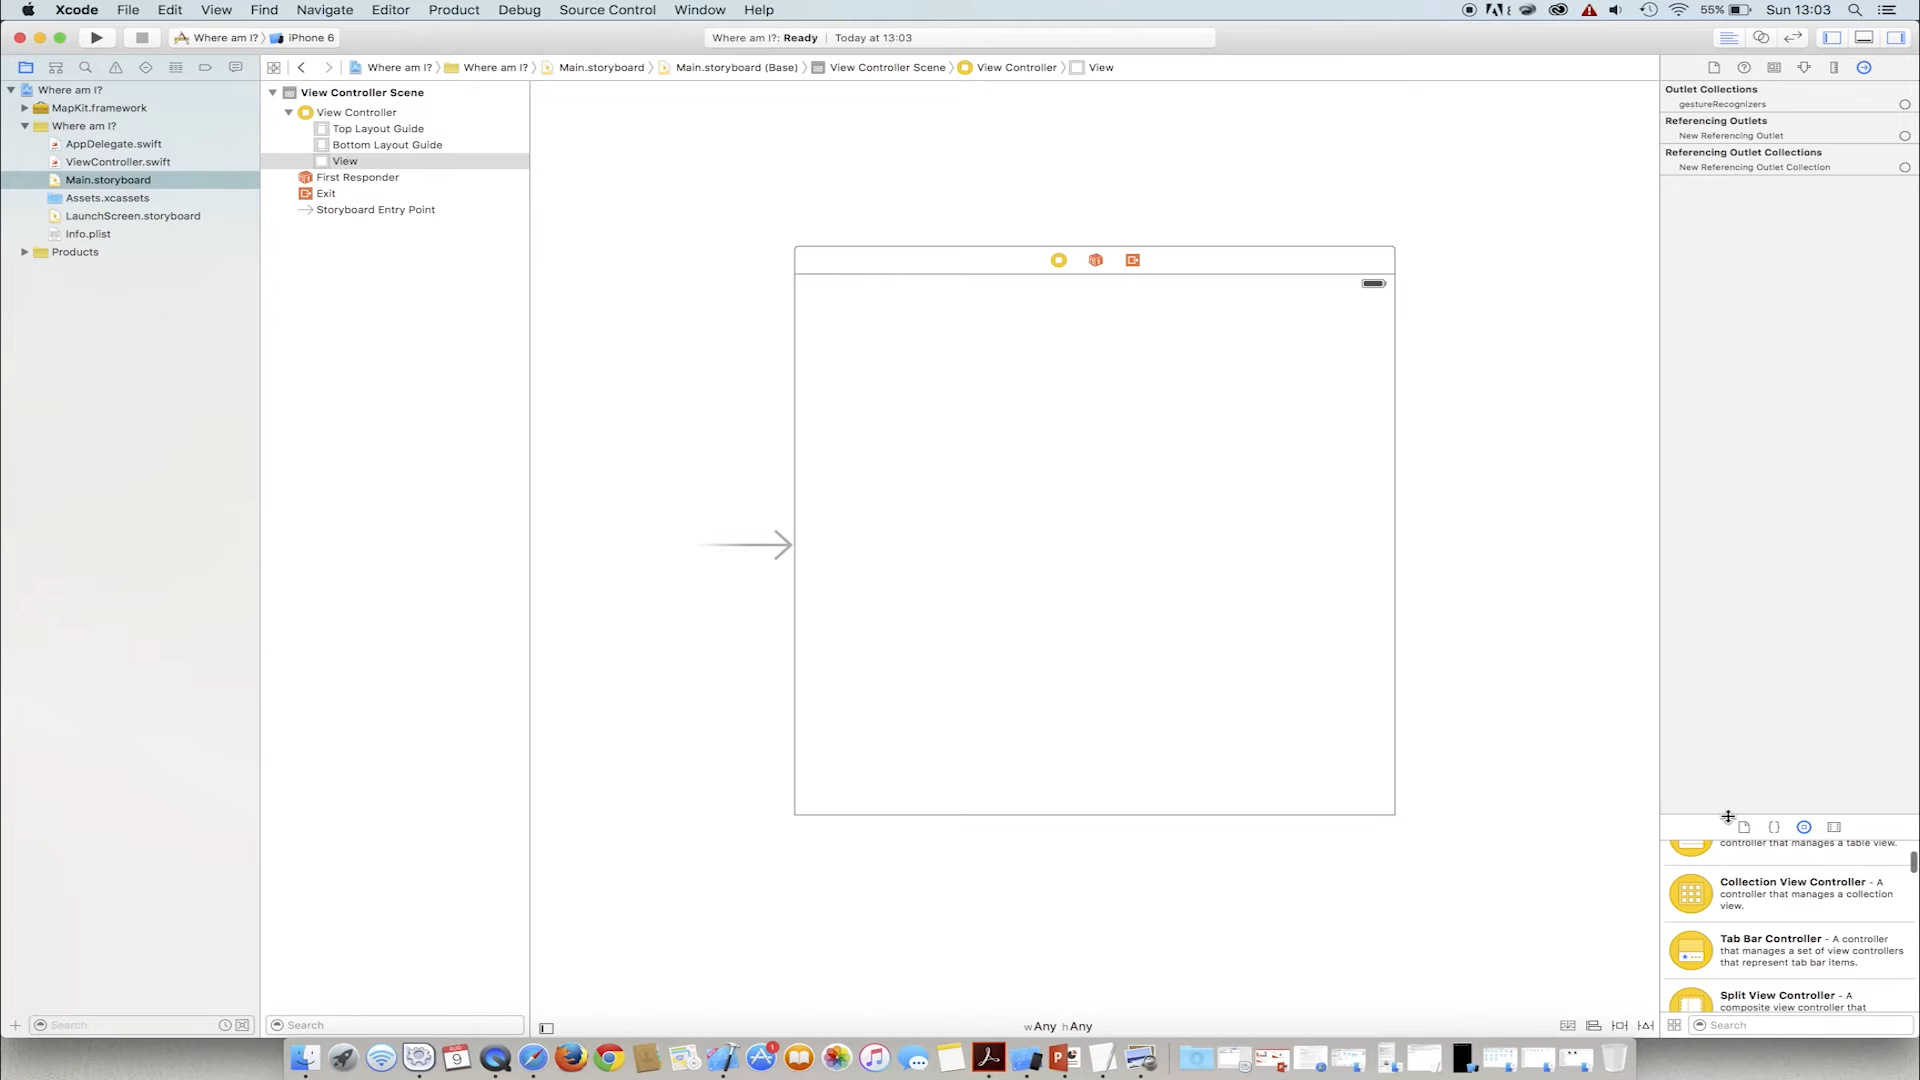 Xcode File Edit View Find Navigate Editor Product Debug Source Control Window Help
55% Sun 13:03
Where am I? iPhone 6
Where am I?: Ready Today at 13:03
Where am I? Where am I? Main.storyboard Main.storyboard (Base) View Controller Scene View Controller View
Where am I?
MapKit.framework
Where am I?
AppDelegate.swift
ViewController.swift
Main.storyboard
Assets.xcassets
LaunchScreen.storyboard
Info.plist
Products
View Controller Scene
View Controller
Top Layout Guide
Bottom Layout Guide
View
First Responder
Exit
Storyboard Entry Point
Outlet Collections
gestureRecognizers
Referencing Outlets
New Referencing Outlet
Referencing Outlet Collections
New Referencing Outlet Collection
controller that manages a table view.
Collection View Controller - A
controller that manages a collection
view.
Tab Bar Controller - A controller
that manages a set of view controllers
that represent tab bar items.
Split View Controller - A
composite view controller that
Search
Search
wAny hAny
Search
9
1